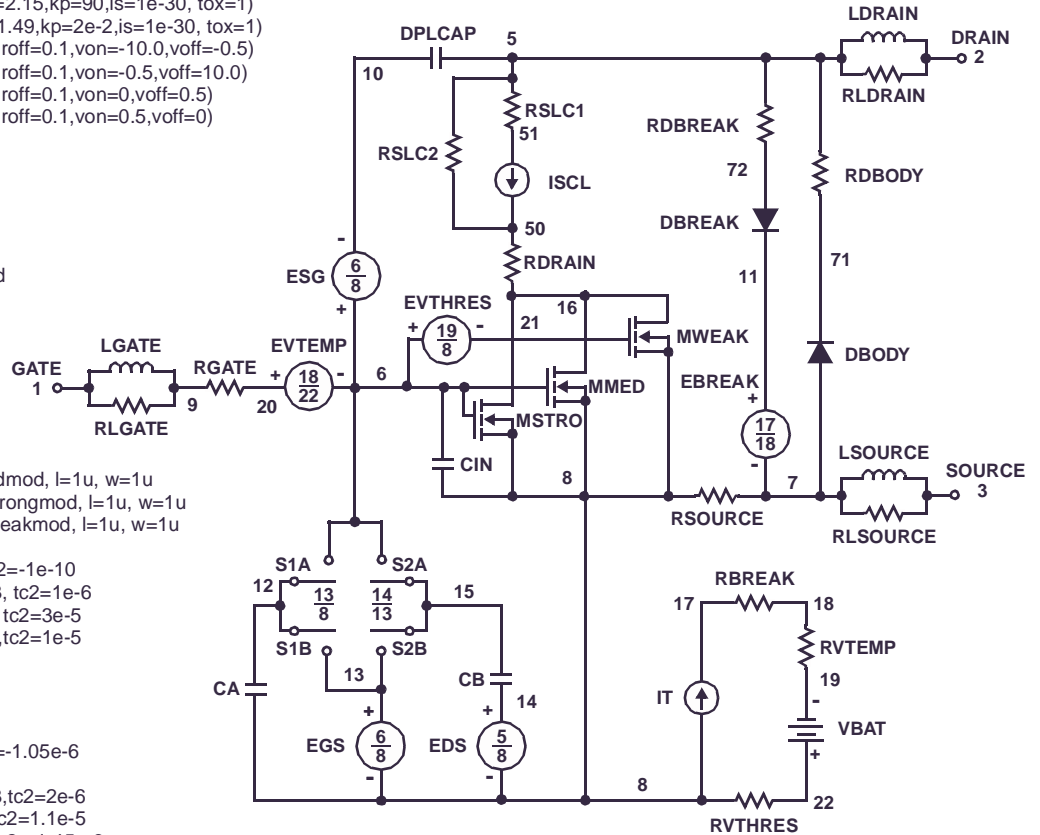 =2.15,kp=90,is=1e-30, tox=1)
1.49,kp=2e-2,is=1e-30, tox=1)
roff=0.1,von=-10.0,voff=-0.5)
roff=0.1,von=-0.5,voff=10.0)
roff=0.1,von=0,voff=0.5)
roff=0.1,von=0.5,voff=0)
d
dmod, l=1u, w=1u
rongmod, l=1u, w=1u
eakmod, l=1u, w=1u
2=-1e-10
, tc2=1e-6
tc2=3e-5
,tc2=1e-5
=-1.05e-6
,tc2=2e-6
c2=1.1e-5
LDRAIN
DRAIN
2
RLDRAIN
DPLCAP
5
10
RSLC1
51
RSLC2
ISCL
50
RDRAIN
RDBREAK
72
DBREAK
11
RDBODY
71
DBODY
-
ESG
6
8
+
EVTHRES
+
19
8
-
21
16
MWEAK
LGATE
GATE
1
RLGATE
9
RGATE
20
EVTEMP
+
18
22
-
6
MMED
MSTRO
CIN
8
EBREAK
+
17
18
-
7
RSOURCE
LSOURCE
SOURCE
3
RLSOURCE
S1A
S2A
12
13
8
14
13
15
S1B
S2B
13
CA
CB
14
+
EGS
6
8
-
+
EDS
5
8
-
8
RBREAK
17
18
RVTEMP
19
-
IT
VBAT
+
22
RVTHRES